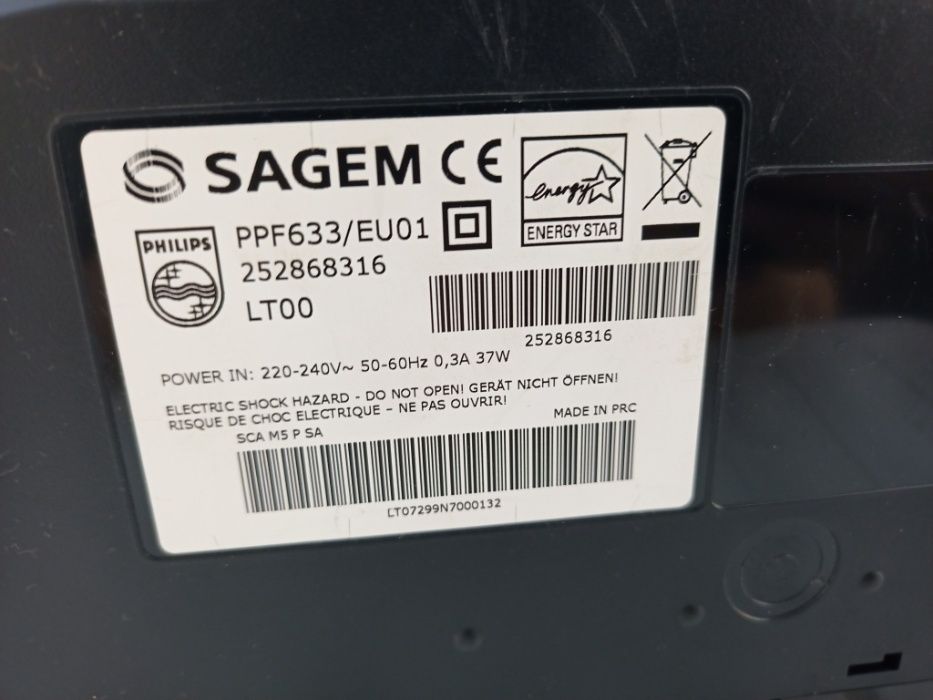 SAGEM CE
energy
ENERGY STAR
PHILIPS
PPF633/EU01
252868316
LT00
252868316
POWER IN: 220-240V~ 50-60Hz 0,3A 37W
ELECTRIC SHOCK HAZARD - DO NOT OPEN! GERÄT NICHT ÖFFNEN!
RISQUE DE CHOC ELECTRIQUE – NE PAS OUVRIR!
MADE IN PRC
SCA M5 P SA
LT07299N7000132